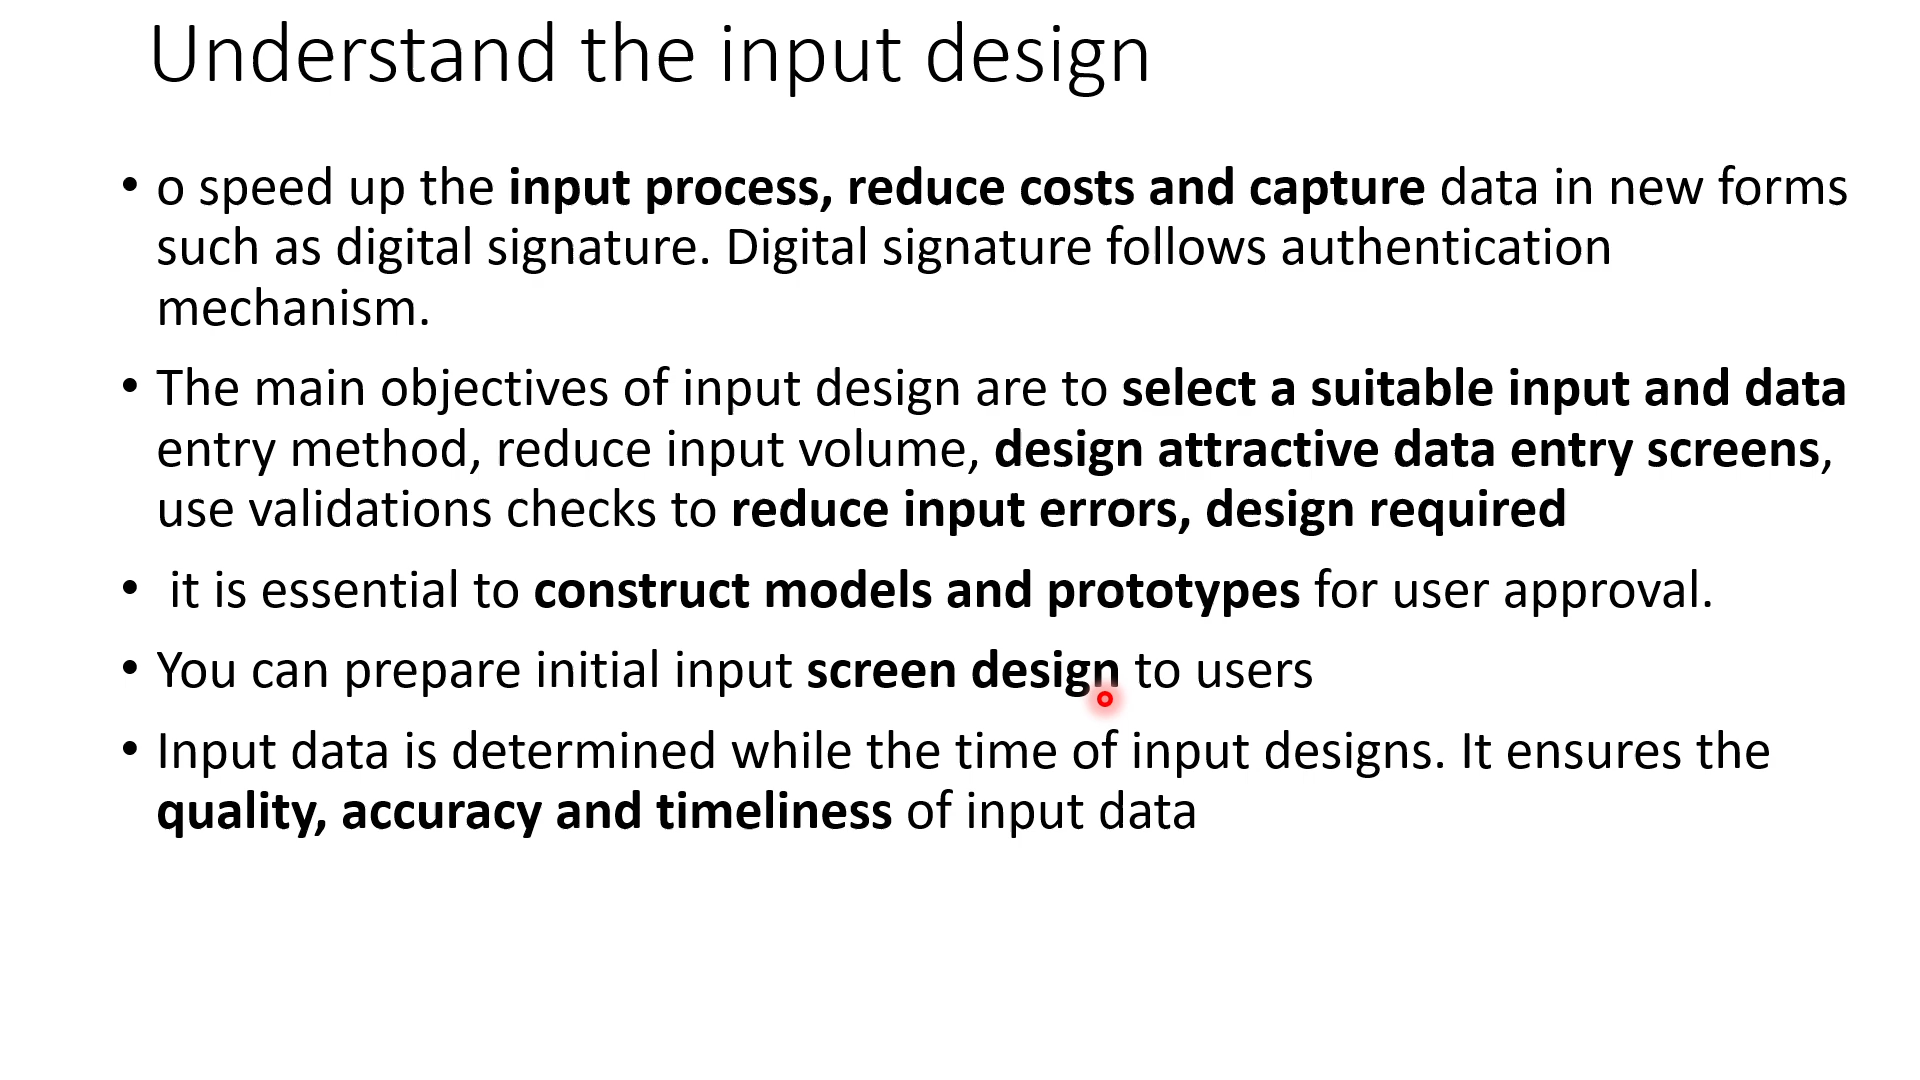 Understand the input design
• o speed up the input process, reduce costs and capture data in new forms
such as digital signature. Digital signature follows authentication
mechanism.
• The main objectives of input design are to select a suitable input and data
entry method, reduce input volume, design attractive data entry screens,
use validations checks to reduce input errors, design required
• it is essential to construct models and prototypes for user approval.
• You can prepare initial input screen design to users
• Input data is determined while the time of input designs. It ensures the
quality, accuracy and timeliness of input data